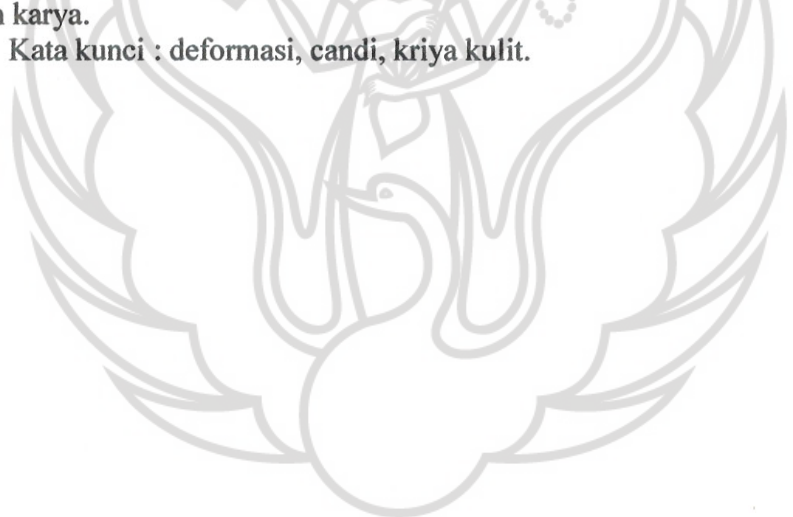 karya.
Kata kunci : deformasi, candi, kriya kulit.